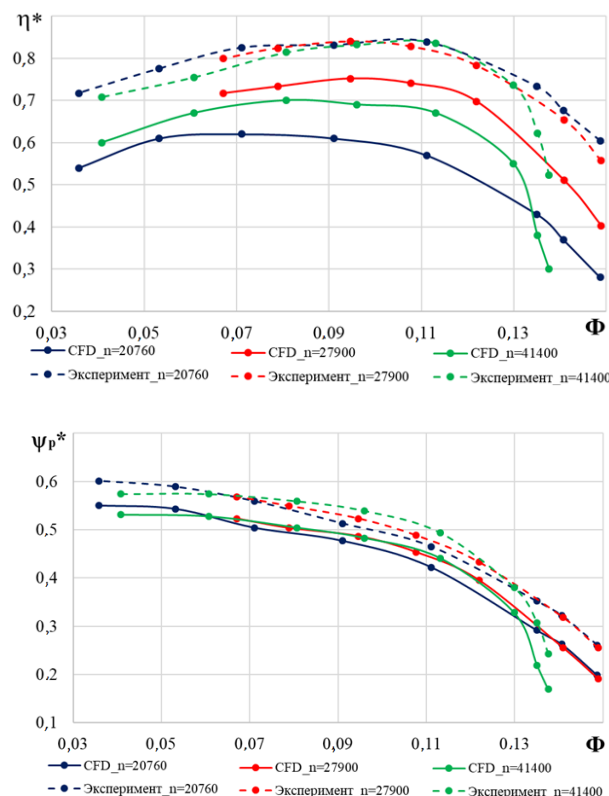 η*
0,8
0,7
0,6
0,5
0,4
0,3
0,2
0,03 0,05 0,07 0,09 0,11 0,13 Φ
CFD_n=20760 CFD_n=27900 CFD_n=41400
Эксперимент_n=20760 Эксперимент_n=27900 Эксперимент_n=41400
ψp*
0,6
0,5
0,4
0,3
0,2
0,1
0,03 0,05 0,07 0,09 0,11 0,13 Φ
CFD_n=20760 CFD_n=27900 CFD_n=41400
Эксперимент_n=20760 Эксперимент_n=27900 Эксперимент_n=41400